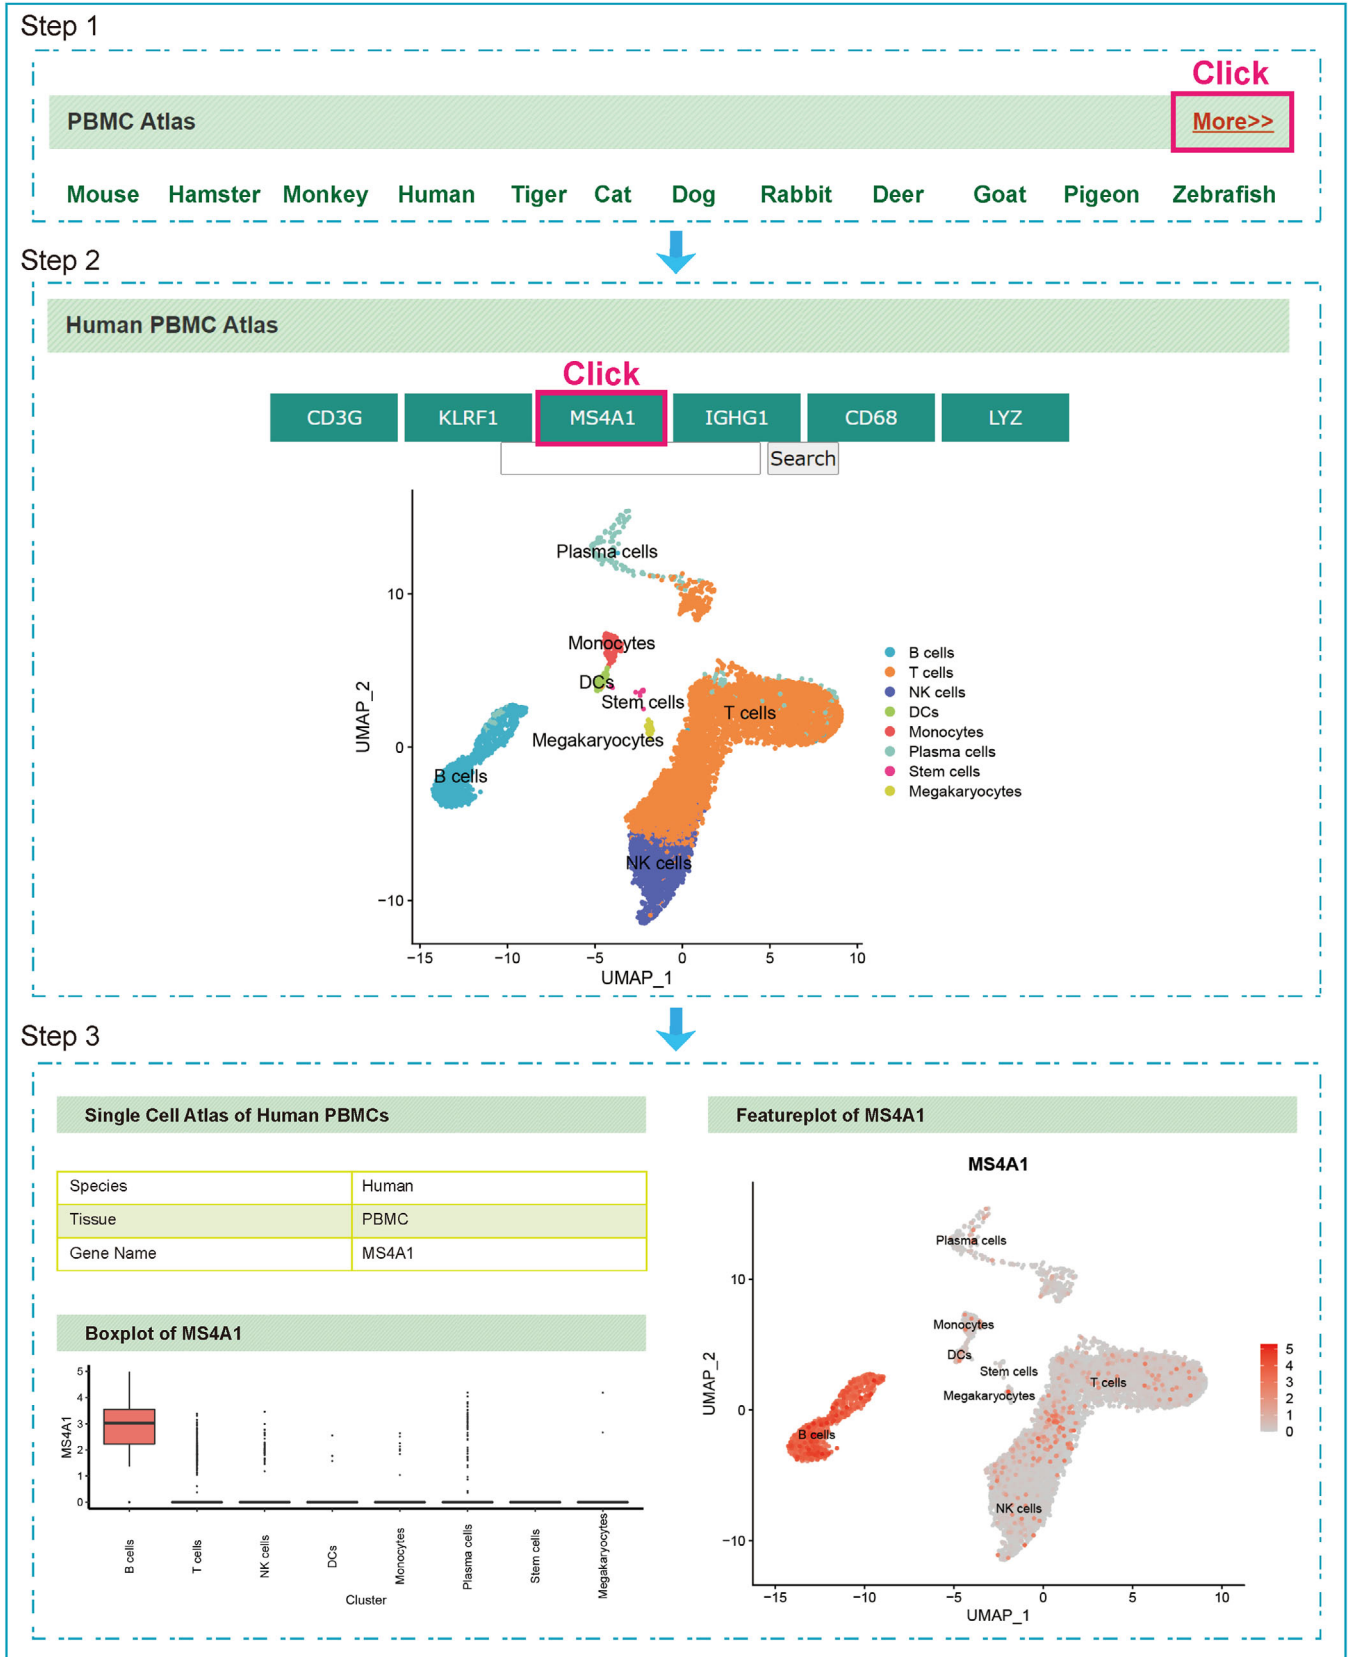 Step 1
Click
PBMC Atlas
More>>
Mouse Hamster Monkey Human Tiger Cat Dog Rabbit Deer Goat Pigeon Zebrafish
Step 2
Human PBMC Atlas
Click
CD3G KLRF1 MS4A1 IGHG1 CD68 LYZ
Search
Plasma cells
Monocytes
DCs
Stem cells
T cells
Megakaryocytes
B cells
NK cells
10
0
−10
UMAP_2
−15 −10 −5 0 5 10
UMAP_1
B cells
T cells
NK cells
DCs
Monocytes
Plasma cells
Stem cells
Megakaryocytes
Step 3
Single Cell Atlas of Human PBMCs
Species Human
Tissue PBMC
Gene Name MS4A1
Boxplot of MS4A1
5
4
3
2
1
0
MS4A1
B cells
T cells
NK cells
DCs
Monocytes
Plasma cells
Stem cells
Megakaryocytes
Cluster
Featureplot of MS4A1
MS4A1
Plasma cells
Monocytes
DCs
Stem cells
T cells
Megakaryocytes
B cells
NK cells
10
0
−10
UMAP_2
−15 −10 −5 0 5 10
UMAP_1
5
4
3
2
1
0